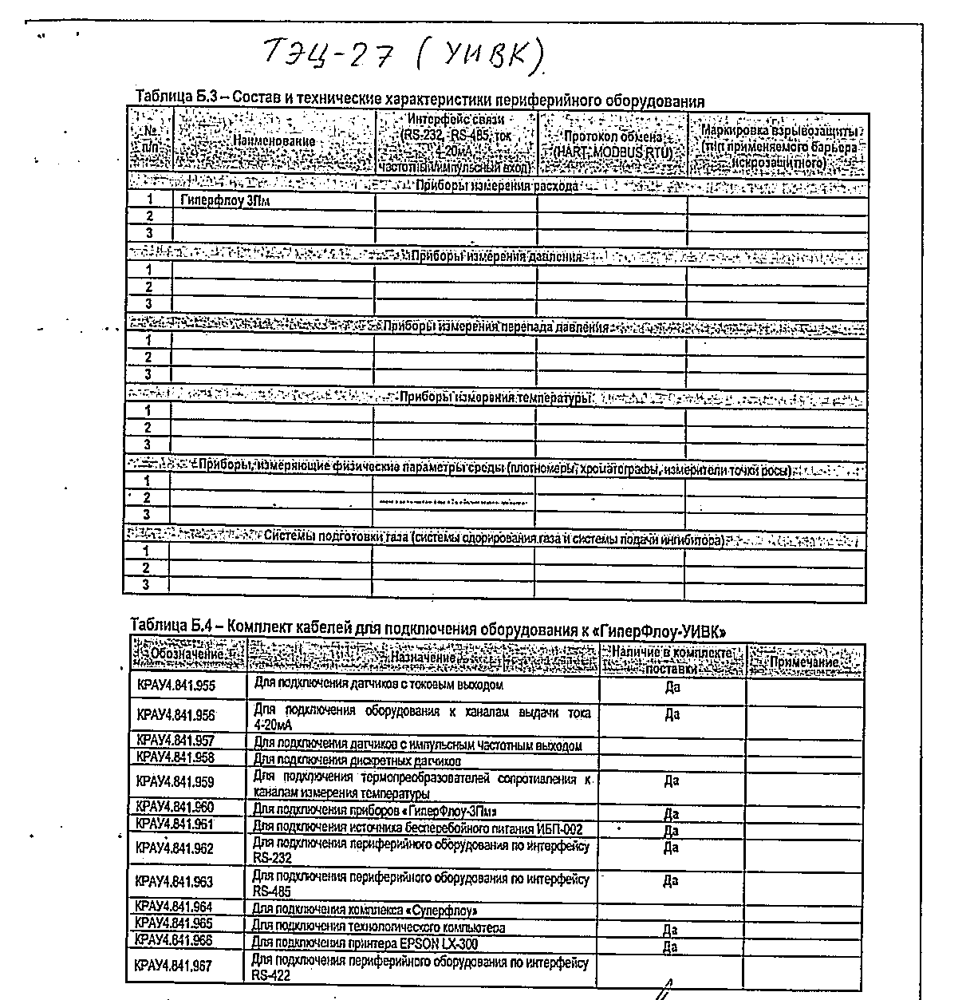 ТЭЦ-27 (УИВК).
Таблица Б.3 – Состав и технические характеристики периферийного оборудования
№ п/п
Наименование
Интерфейс связи
(RS-232, RS-485, ток
4-20мА,
частотный/импульсный вход)
Протокол обмена
(HART, MODBUS RTU)
Маркировка взрывозащиты
(тип применяемого барьера
искрозащитного)
Приборы измерения расхода
1 Гиперфлоу 3Пм
2
3
Приборы измерения давления
1
2
3
Приборы измерения перепада давления
1
2
3
Приборы измерения температуры
1
2
3
Приборы, измеряющие физические параметры среды (плотномеры, хроматографы, измерители точки росы)
1
2
3
Системы подготовки газа (системы одорирования газа и системы подачи ингибитора)
1
2
3
Таблица Б.4 – Комплект кабелей для подключения оборудования к «ГиперФлоу-УИВК»
Обозначение
Назначение
Наличие в комплекте
поставки
Примечание
КРАУ4.841.955 Для подключения датчиков с токовым выходом Да
КРАУ4.841.956 Для подключения оборудования к каналам выдачи тока Да
4-20мА
КРАУ4.841.957 Для подключения датчиков с импульсным частотным выходом
КРАУ4.841.958 Для подключения дискретных датчиков
КРАУ4.841.959 Для подключения термопреобразователей сопротивления к Да
каналам измерения температуры
КРАУ4.841.960 Для подключения приборов «ГиперФлоу-3Пм» Да
КРАУ4.841.961 Для подключения источника бесперебойного питания ИБП-002 Да
КРАУ4.841.962 Для подключения периферийного оборудования по интерфейсу Да
RS-232
КРАУ4.841.963 Для подключения периферийного оборудования по интерфейсу Да
RS-485
КРАУ4.841.964 Для подключения комплекса «Суперфлоу»
КРАУ4.841.965 Для подключения технологического компьютера Да
КРАУ4.841.966 Для подключения принтера EPSON LX-300 Да
КРАУ4.841.967 Для подключения периферийного оборудования по интерфейсу
RS-422